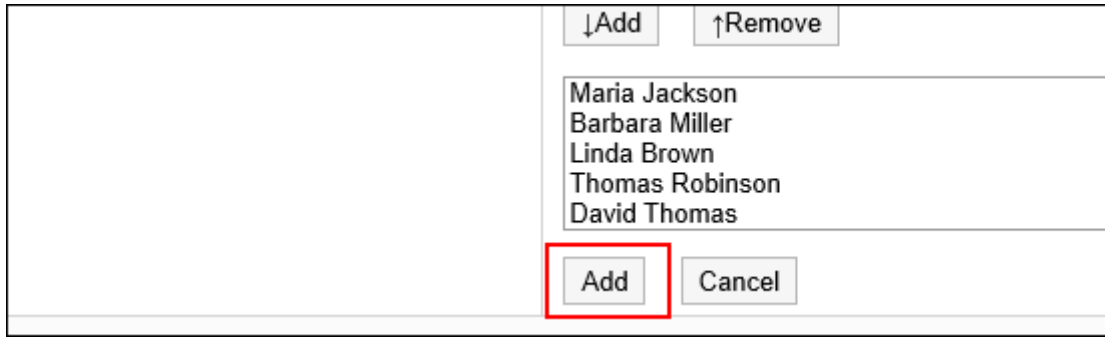 ↓Add ↑Remove
Maria Jackson
Barbara Miller
Linda Brown
Thomas Robinson
David Thomas
Add Cancel